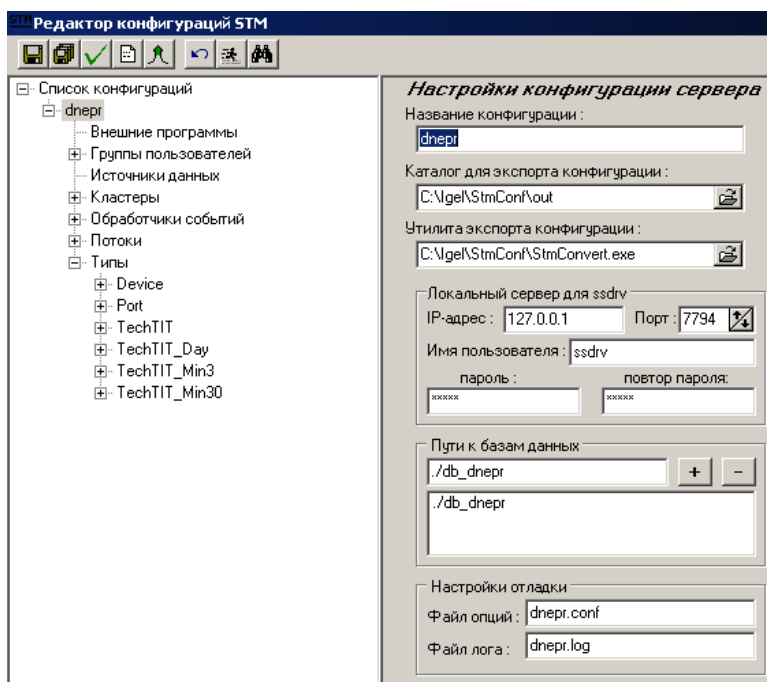 STM Редактор конфигураций STM
Список конфигураций
dnepr
Внешние программы
Группы пользователей
Источники данных
Кластеры
Обработчики событий
Потоки
Типы
Device
Port
TechTIT
TechTIT_Day
TechTIT_Min3
TechTIT_Min30
Настройки конфигурации сервера
Название конфигурации :
dnepr
Каталог для экспорта конфигурации :
C:\Igel\StmConf\out
Утилита экспорта конфигурации :
C:\Igel\StmConf\StmConvert.exe
Локальный сервер для ssdrv
IP-адрес : 127.0.0.1 Порт : 7794
Имя пользователя : ssdrv
пароль : повтор пароля:
***** *****
Пути к базам данных
./db_dnepr + -
./db_dnepr
Настройки отладки
Файл опций : dnepr.conf
Файл лога : dnepr.log